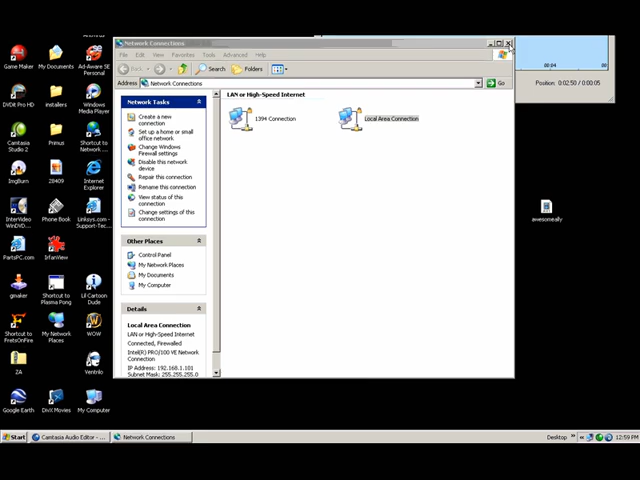 Network Connections
File Edit View Favorites Tools Advanced Help
Back
Search
Folders
Address
Network Connections
Go
Network Tasks
Create a new
connection
Set up a home or small
office network
Change Windows
Firewall settings
Disable this network
device
Repair this connection
Rename this connection
View status of this
connection
Change settings of this
connection
Other Places
Control Panel
My Network Places
My Documents
My Computer
Details
Local Area Connection
LAN or High-Speed Internet
Connected, Firewalled
Intel(R) PRO/100 VE Network
Connection
IP Address: 192.168.1.101
Subnet Mask: 255.255.255.0
LAN or High-Speed Internet
1394 Connection
Local Area Connection
00:04
00
Position: 0:02.50 / 0:00:05
Game Maker
My Documents
Ad-Aware SE
Personal
DVDit Pro HD
installers
Windows
Media Player
Camtasia
Studio 2
Primus
Shortcut to
Network ...
ImgBurn
28409
Internet
Explorer
InterVideo
WinDVD...
Phone Book
Linksys.com -
Support-Tec...
PartsPC.com
IrfanView
gmaker
Shortcut to
Plasma Pong
Lil Cartoon
Dude
Shortcut to
FretsOnFire
My Network
Places
WOW
ZA
Ventrilo
Google Earth
DivX Movies
My Computer
awesomeally
Start
Camtasia Audio Editor - ...
Network Connections
Desktop
12:59 PM